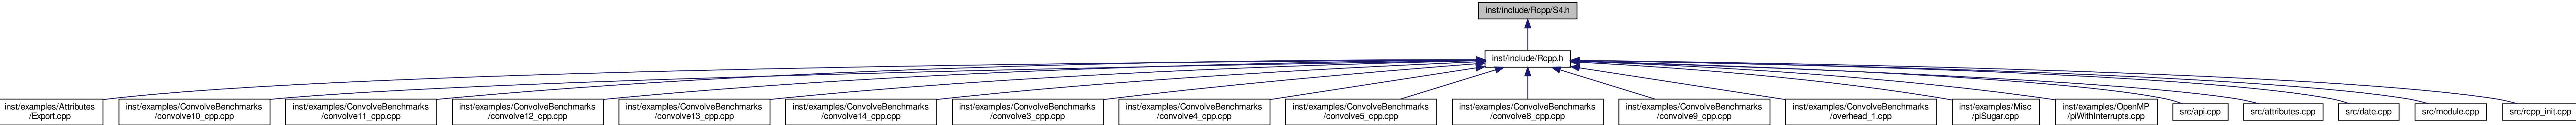 inst/include/Rcpp/S4.h
inst/include/Rcpp.h
inst/examples/Attributes
/Export.cpp
inst/examples/ConvolveBenchmarks
/convolve10_cpp.cpp
inst/examples/ConvolveBenchmarks
/convolve11_cpp.cpp
inst/examples/ConvolveBenchmarks
/convolve12_cpp.cpp
inst/examples/ConvolveBenchmarks
/convolve13_cpp.cpp
inst/examples/ConvolveBenchmarks
/convolve14_cpp.cpp
inst/examples/ConvolveBenchmarks
/convolve3_cpp.cpp
inst/examples/ConvolveBenchmarks
/convolve4_cpp.cpp
inst/examples/ConvolveBenchmarks
/convolve5_cpp.cpp
inst/examples/ConvolveBenchmarks
/convolve8_cpp.cpp
inst/examples/ConvolveBenchmarks
/convolve9_cpp.cpp
inst/examples/ConvolveBenchmarks
/overhead_1.cpp
inst/examples/Misc
/piSugar.cpp
inst/examples/OpenMP
/piWithInterrupts.cpp
src/api.cpp
src/attributes.cpp
src/date.cpp
src/module.cpp
src/rcpp_init.cpp